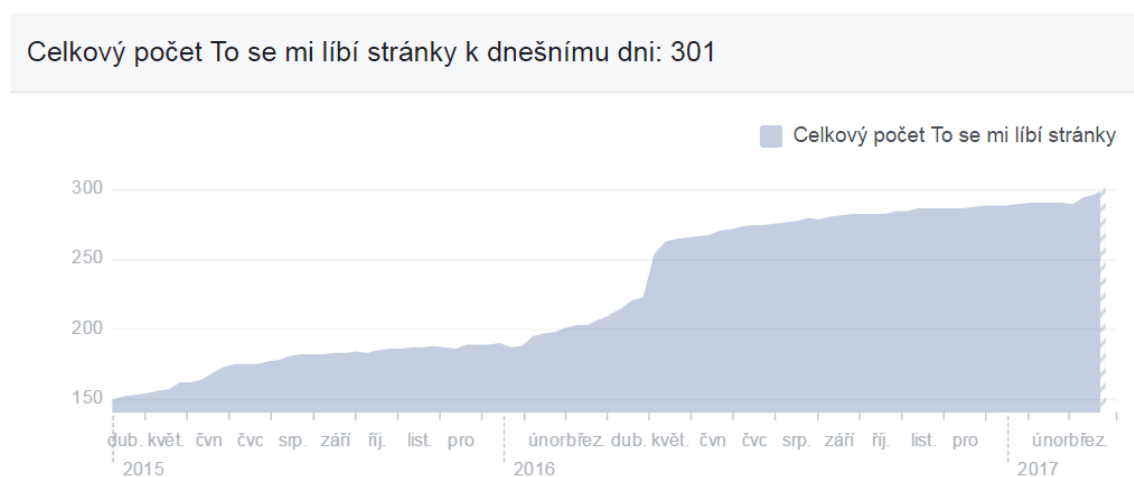 Celkový počet To se mi líbí stránky k dnešnímu dni: 301
Celkový počet To se mi líbí stránky
300
250
200
150
dub. květ. čvn čvc srp. září říj. list. pro únor břez. dub. květ. čvn čvc srp. září říj. list. pro únor břez.
2015 2016 2017